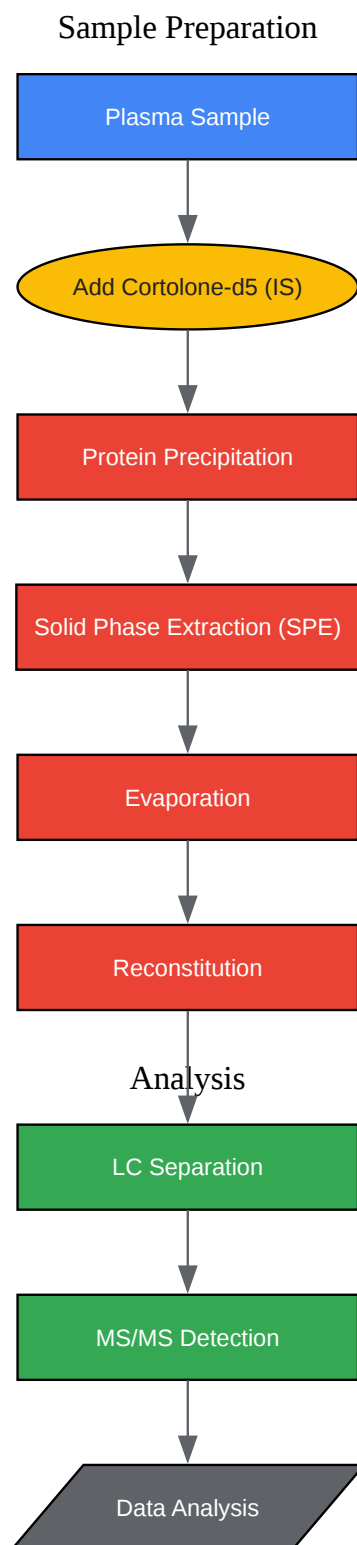 Sample Preparation
Plasma Sample
Add Cortolone-d5 (IS)
Protein Precipitation
Solid Phase Extraction (SPE)
Evaporation
Reconstitution
Analysis
LC Separation
MS/MS Detection
Data Analysis